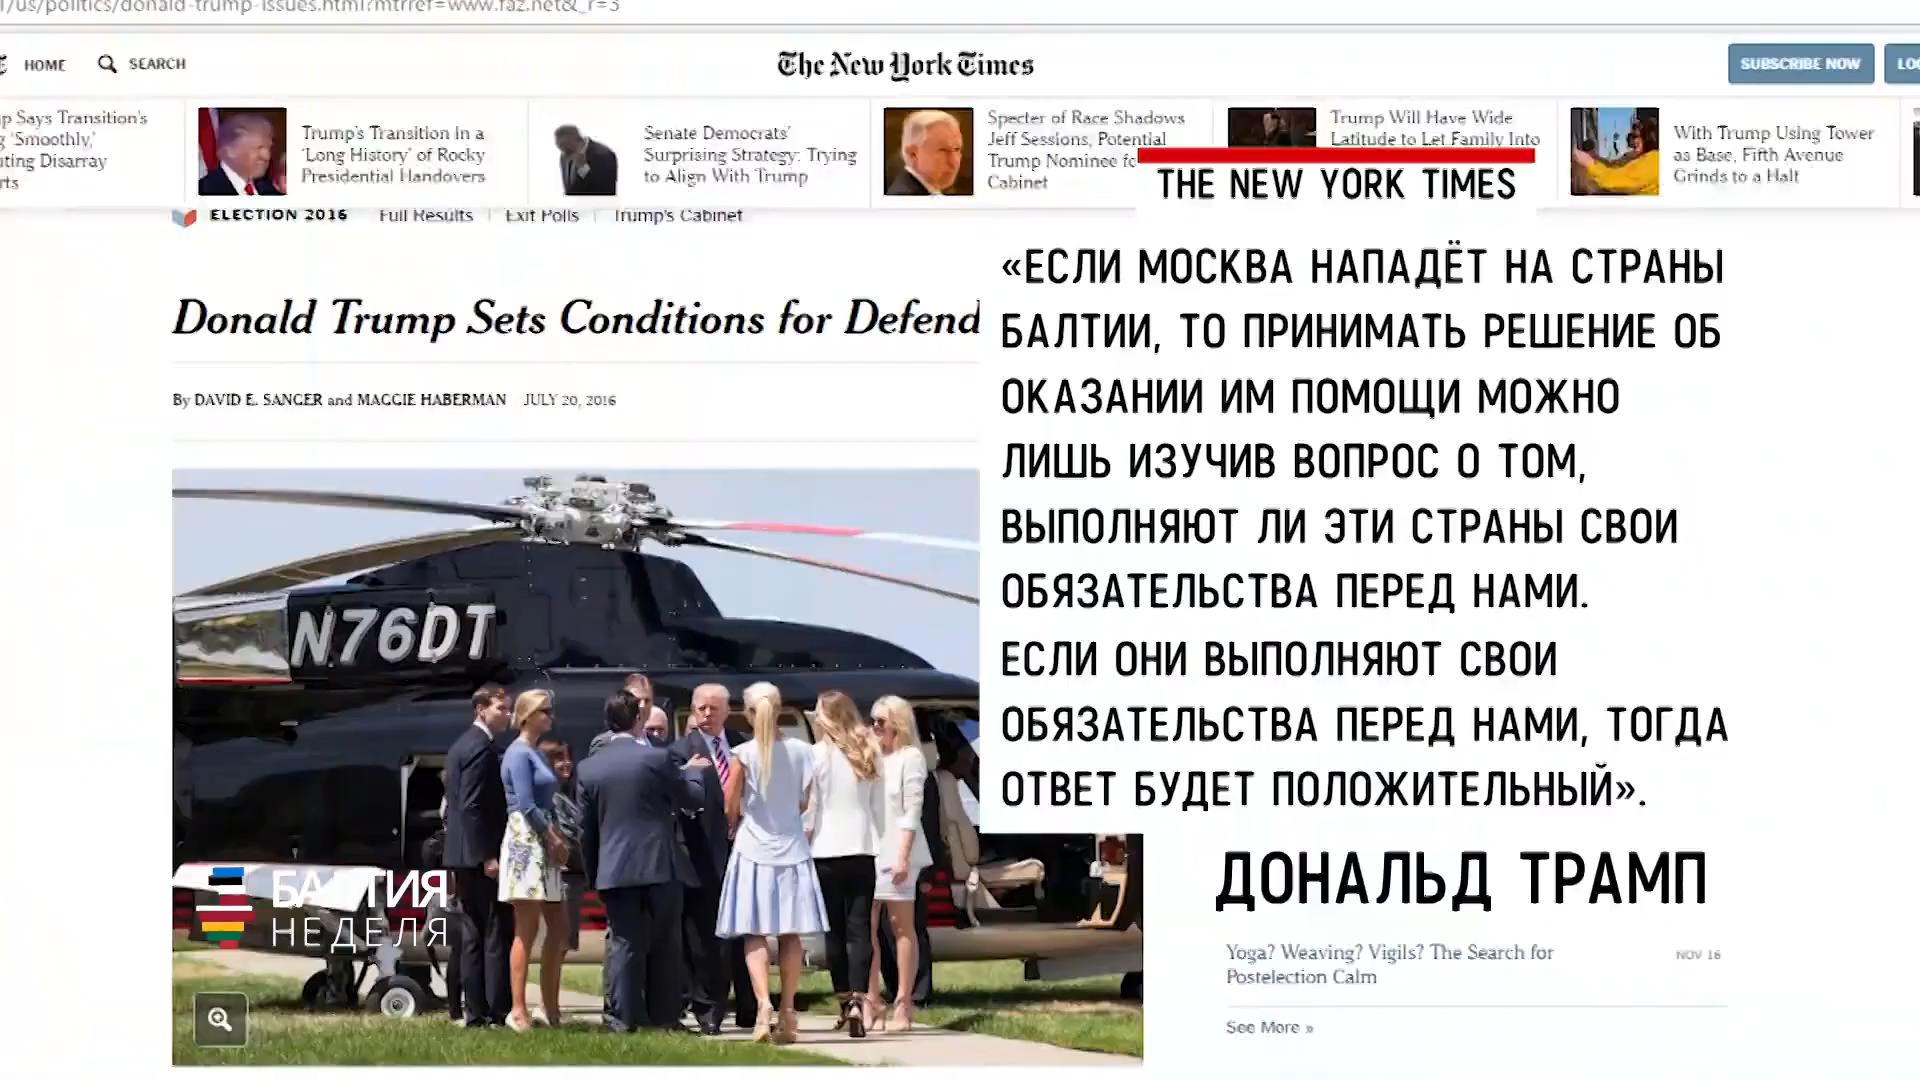 /us/politics/donald-trump-issues.html?mtrref=www.faz.net&_r=3
HOME
SEARCH
The New York Times
SUBSCRIBE NOW
Says Transition's
'Smoothly,'
Disarray
Trump's Transition in a
'Long History' of Rocky
Presidential Handovers
Senate Democrats'
Surprising Strategy: Trying
to Align With Trump
Specter of Race Shadows
Jeff Sessions, Potential
Trump Nominee
Cabinet
Trump Will Have Wide
Latitude to Let Family Into
With Trump Using Tower
as Base, Fifth Avenue
Grinds to a Halt
ELECTION 2016
Full Results
Exit Polls
Trump's Cabinet
THE NEW YORK TIMES
Donald Trump Sets Conditions for Defend
By DAVID E. SANGER and MAGGIE HABERMAN JULY 20, 2016
«ЕСЛИ МОСКВА НАПАДЁТ НА СТРАНЫ
БАЛТИИ, ТО ПРИНИМАТЬ РЕШЕНИЕ ОБ
ОКАЗАНИИ ИМ ПОМОЩИ МОЖНО
ЛИШЬ ИЗУЧИВ ВОПРОС О ТОМ,
ВЫПОЛНЯЮТ ЛИ ЭТИ СТРАНЫ СВОИ
ОБЯЗАТЕЛЬСТВА ПЕРЕД НАМИ.
ЕСЛИ ОНИ ВЫПОЛНЯЮТ СВОИ
ОБЯЗАТЕЛЬСТВА ПЕРЕД НАМИ, ТОГДА
ОТВЕТ БУДЕТ ПОЛОЖИТЕЛЬНЫЙ».
ДОНАЛЬД ТРАМП
N76DT
БАЛТИЯ
НЕДЕЛЯ
Yoga? Weaving? Vigils? The Search for
Postelection Calm
NOV 16
See More »